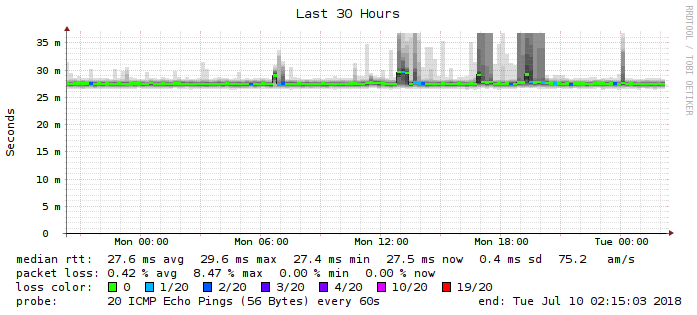 Last 30 Hours
RRDTOOL / TOBI OETIKER
Seconds
35 m
30 m
25 m
20 m
15 m
10 m
5 m
0
Mon 00:00 Mon 06:00 Mon 12:00 Mon 18:00 Tue 00:00
median rtt: 27.6 ms avg 29.6 ms max 27.4 ms min 27.5 ms now 0.4 ms sd 75.2 am/s
packet loss: 0.42 % avg 8.47 % max 0.00 % min 0.00 % now
loss color: 0 1/20 2/20 3/20 4/20 10/20 19/20
probe: 20 ICMP Echo Pings (56 Bytes) every 60s end: Tue Jul 10 02:15:03 2018